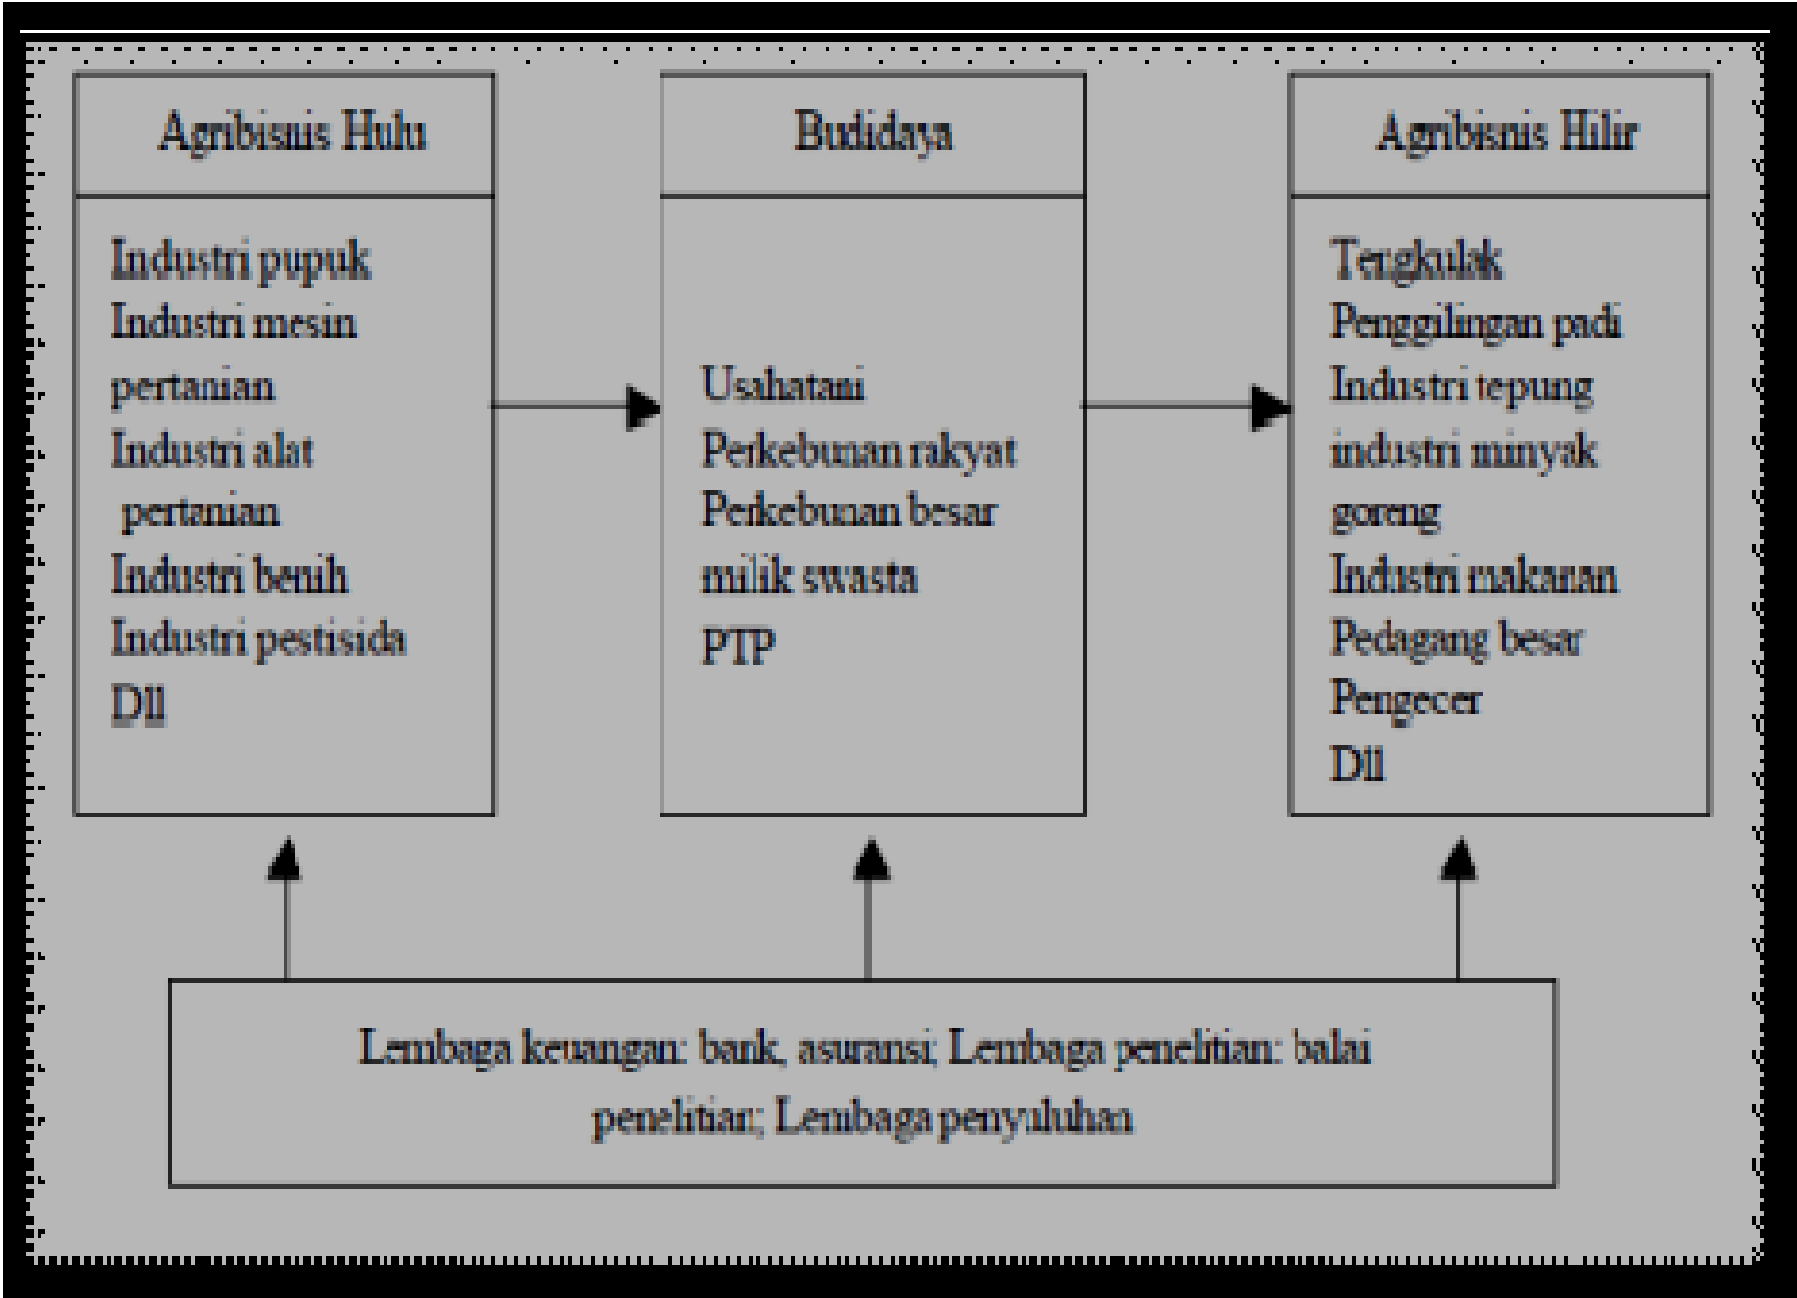 Agribisnis Hulu
Industri pupuk
Industri mesin
pertanian
Industri alat
pertanian
Industri benih
Industri pestisida
Dll
Budidaya
Usahatani
Perkebunan rakyat
Perkebunan besar
milik swasta
PTP
Agribisnis Hilir
Tengkulak
Penggilingan padi
Industri tepung
industri minyak
goreng
Industri makanan
Pedagang besar
Pengecer
Dll
Lembaga keuangan: bank, asuransi; Lembaga penelitian: balai
penelitian; Lembaga penyuluhan